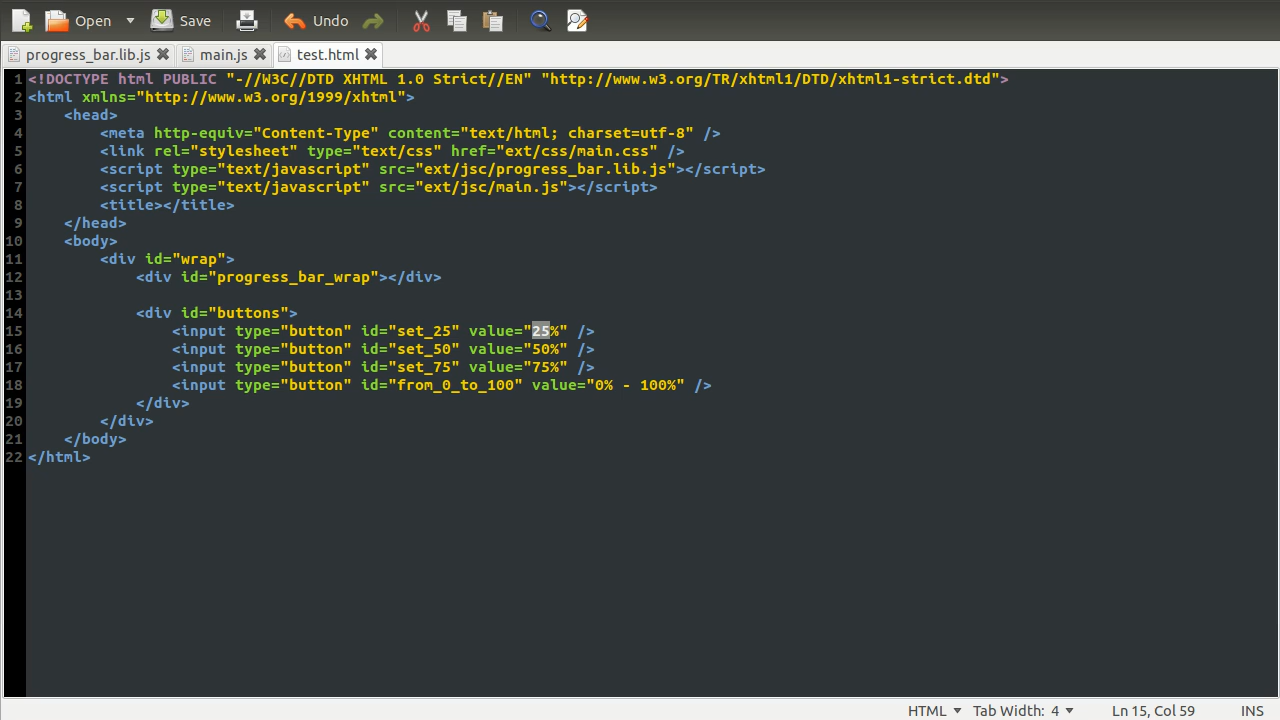 Open Save Undo
progress_bar.lib.js main.js test.html
1 <!DOCTYPE html PUBLIC "-//W3C//DTD XHTML 1.0 Strict//EN" "http://www.w3.org/TR/xhtml1/DTD/xhtml1-strict.dtd">
2 <html xmlns="http://www.w3.org/1999/xhtml">
3     <head>
4         <meta http-equiv="Content-Type" content="text/html; charset=utf-8" />
5         <link rel="stylesheet" type="text/css" href="ext/css/main.css" />
6         <script type="text/javascript" src="ext/jsc/progress_bar.lib.js"></script>
7         <script type="text/javascript" src="ext/jsc/main.js"></script>
8         <title></title>
9     </head>
10     <body>
11         <div id="wrap">
12             <div id="progress_bar_wrap"></div>
13
14             <div id="buttons">
15                 <input type="button" id="set_25" value="25%" />
16                 <input type="button" id="set_50" value="50%" />
17                 <input type="button" id="set_75" value="75%" />
18                 <input type="button" id="from_0_to_100" value="0% - 100%" />
19             </div>
20         </div>
21     </body>
22 </html>
HTML Tab Width: 4 Ln 15, Col 59 INS